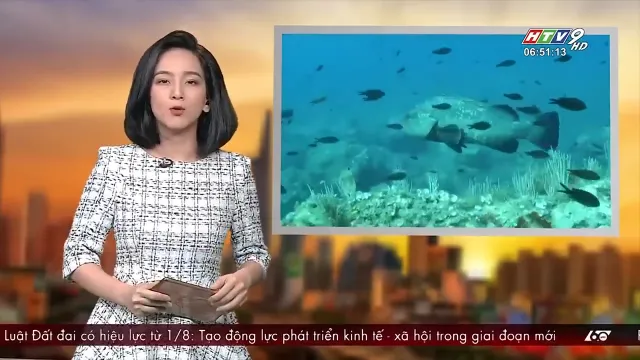 HTV9 HD
06:51:13
Luật Đất đai có hiệu lực từ 1/8: Tạo động lực phát triển kinh tế - xã hội trong giai đoạn mới